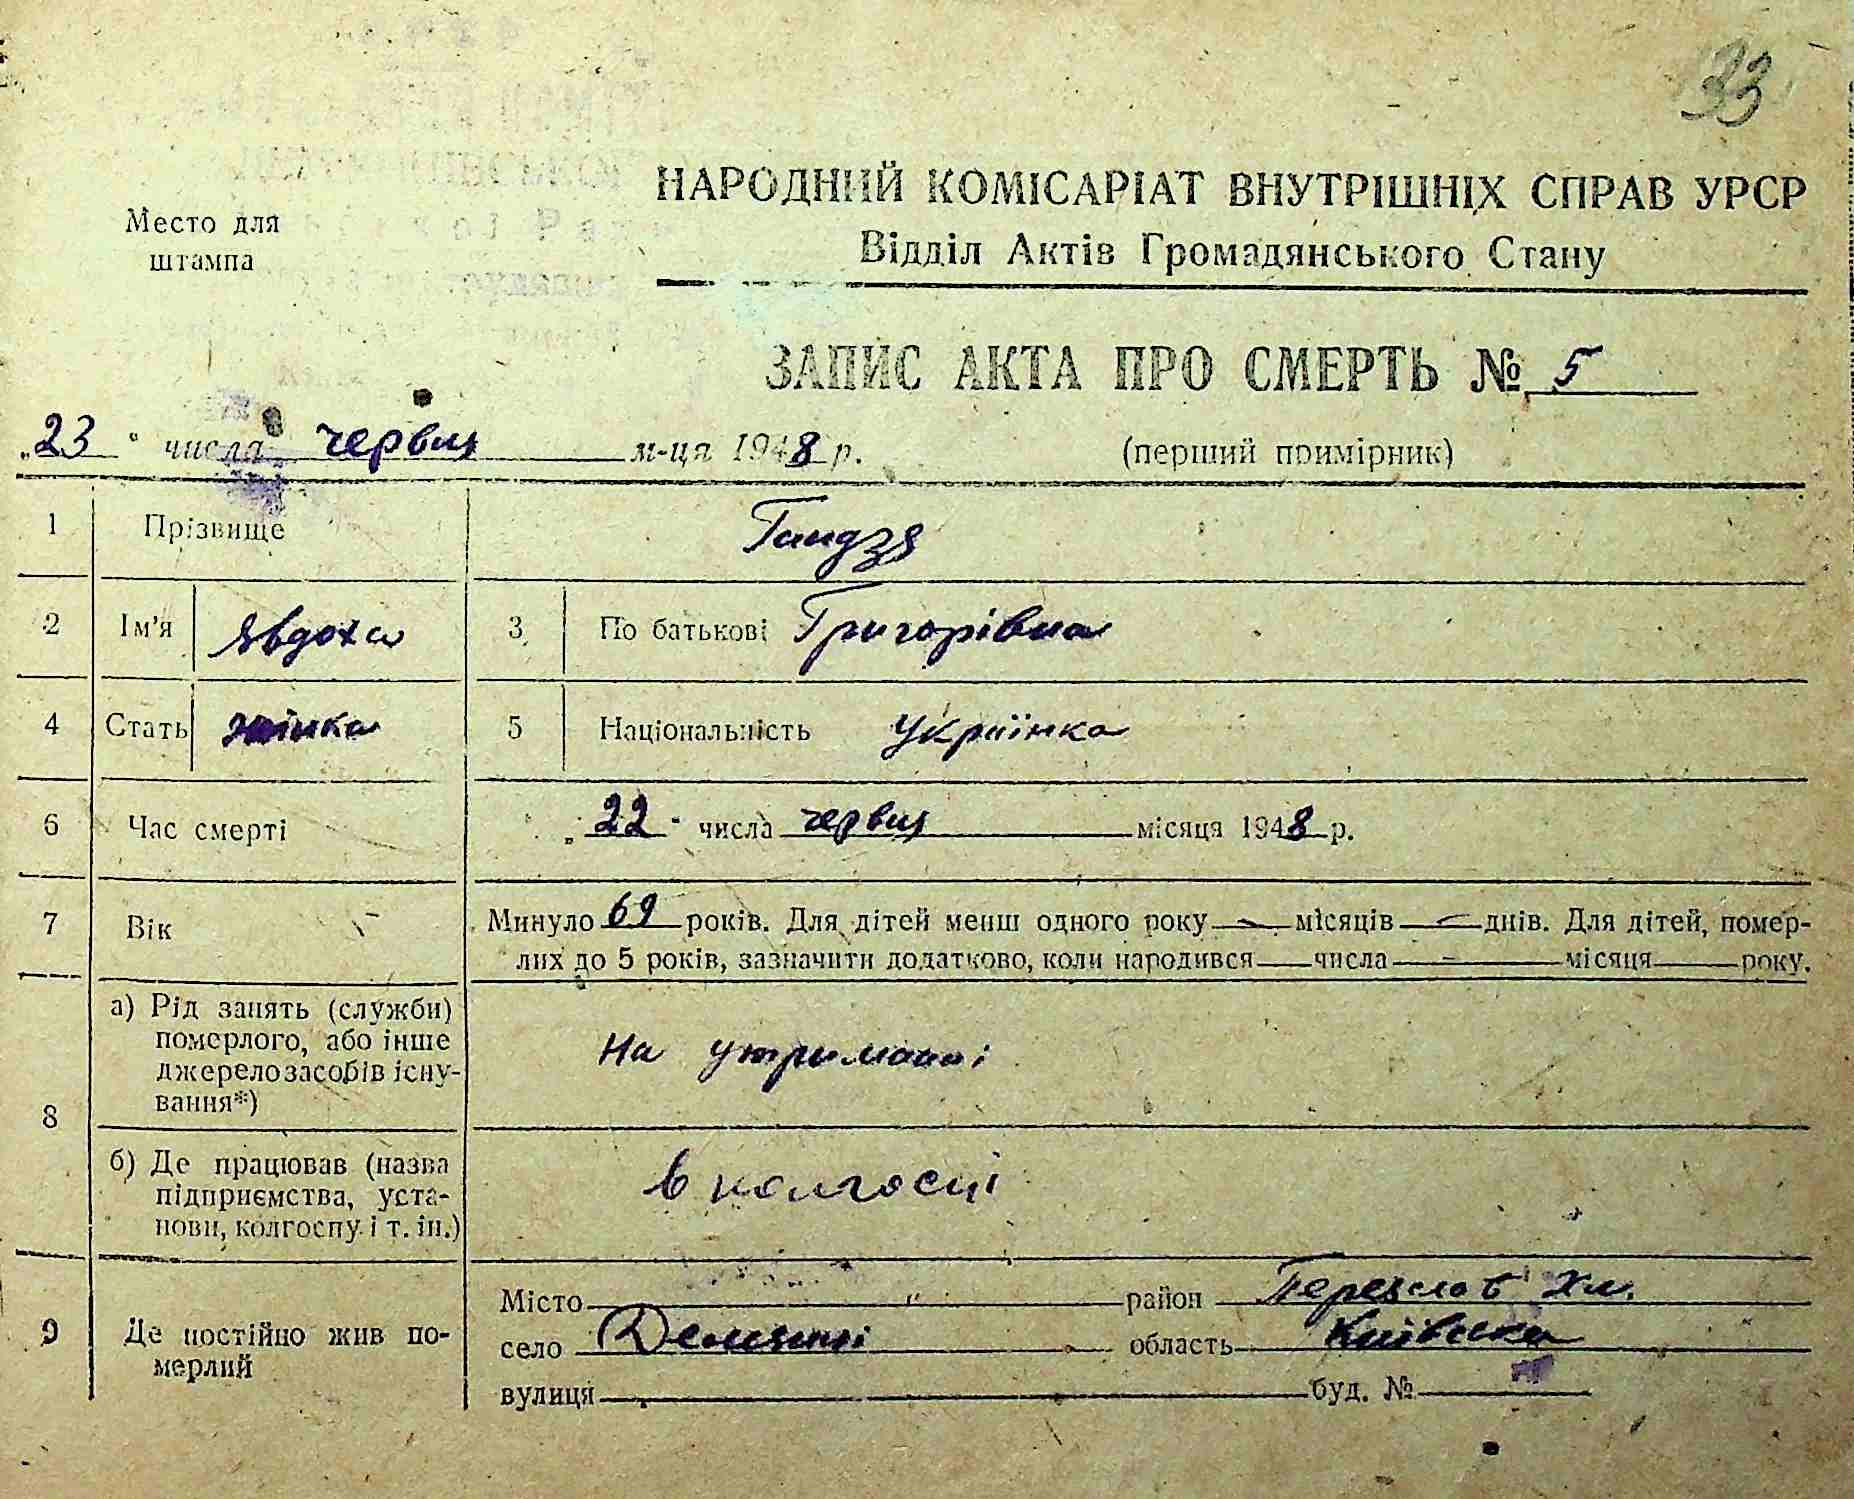 33
НАРОДНИЙ КОМІСАРІАТ ВНУТРІШНІХ СПРАВ УРСР
Место для
штампа
Відділ Актів Громадянського Стану
ЗАПИС АКТА ПРО СМЕРТЬ № 5
„23" числа червня м-ця 1948 р. (перший примірник)
1 Прізвище Гандзя
2 Ім'я Явдоха 3 По батькові Григорівна
4 Стать жінка 5 Національність Українка
6 Час смерті „22" числа червня місяця 1948 р.
7 Вік Минуло 69 років. Для дітей менш одного року — місяців — днів. Для дітей, помер-
лих до 5 років, зазначити додатково, коли народився — числа — місяця — року.
8 а) Рід занять (служби)
померлого, або інше
джерело засобів існу-
вання*)
На утриманні
б) Де працював (назва
підприємства, уста-
нови, колгоспу і т. ін.)
в колгоспі
9 Де постійно жив по-
мерлий
Місто " район Переяслав Хм.
село область Київська
вулиця буд. №